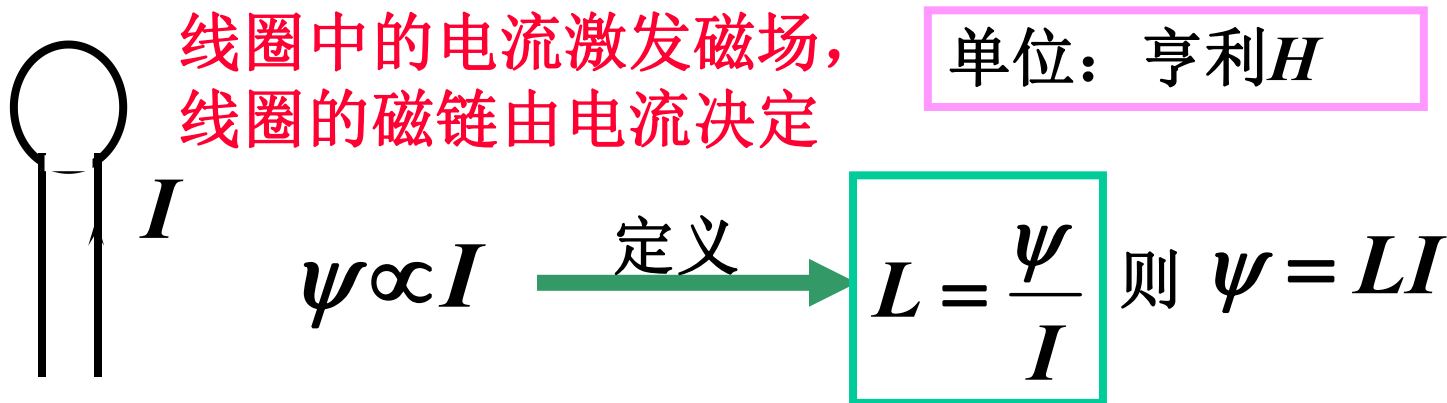 线圈中的电流激发磁场，
线圈的磁链由电流决定
单位：亨利H
I
ψ∝I
定义
L = ψ/I
则 ψ = LI